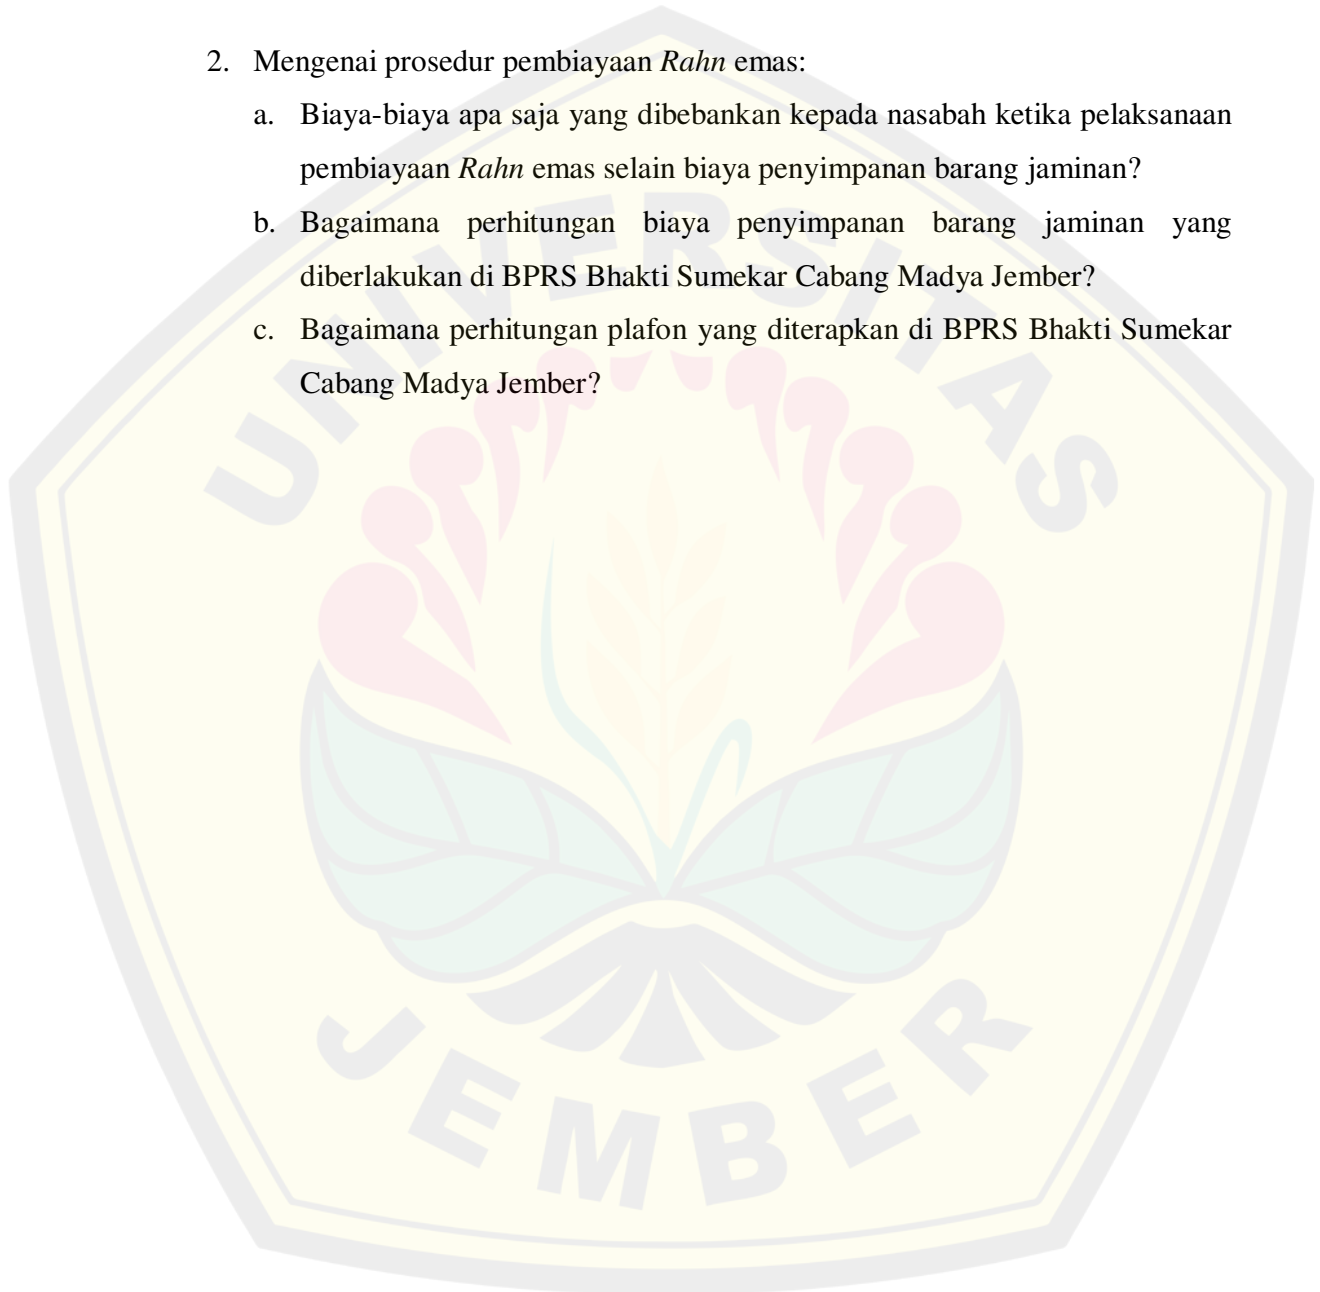 2. Mengenai prosedur pembiayaan Rahn emas:
a. Biaya-biaya apa saja yang dibebankan kepada nasabah ketika pelaksanaan
pembiayaan Rahn emas selain biaya penyimpanan barang jaminan?
b. Bagaimana perhitungan biaya penyimpanan barang jaminan yang
diberlakukan di BPRS Bhakti Sumekar Cabang Madya Jember?
c. Bagaimana perhitungan plafon yang diterapkan di BPRS Bhakti Sumekar
Cabang Madya Jember?
UNIVERSITAS
JEMBER